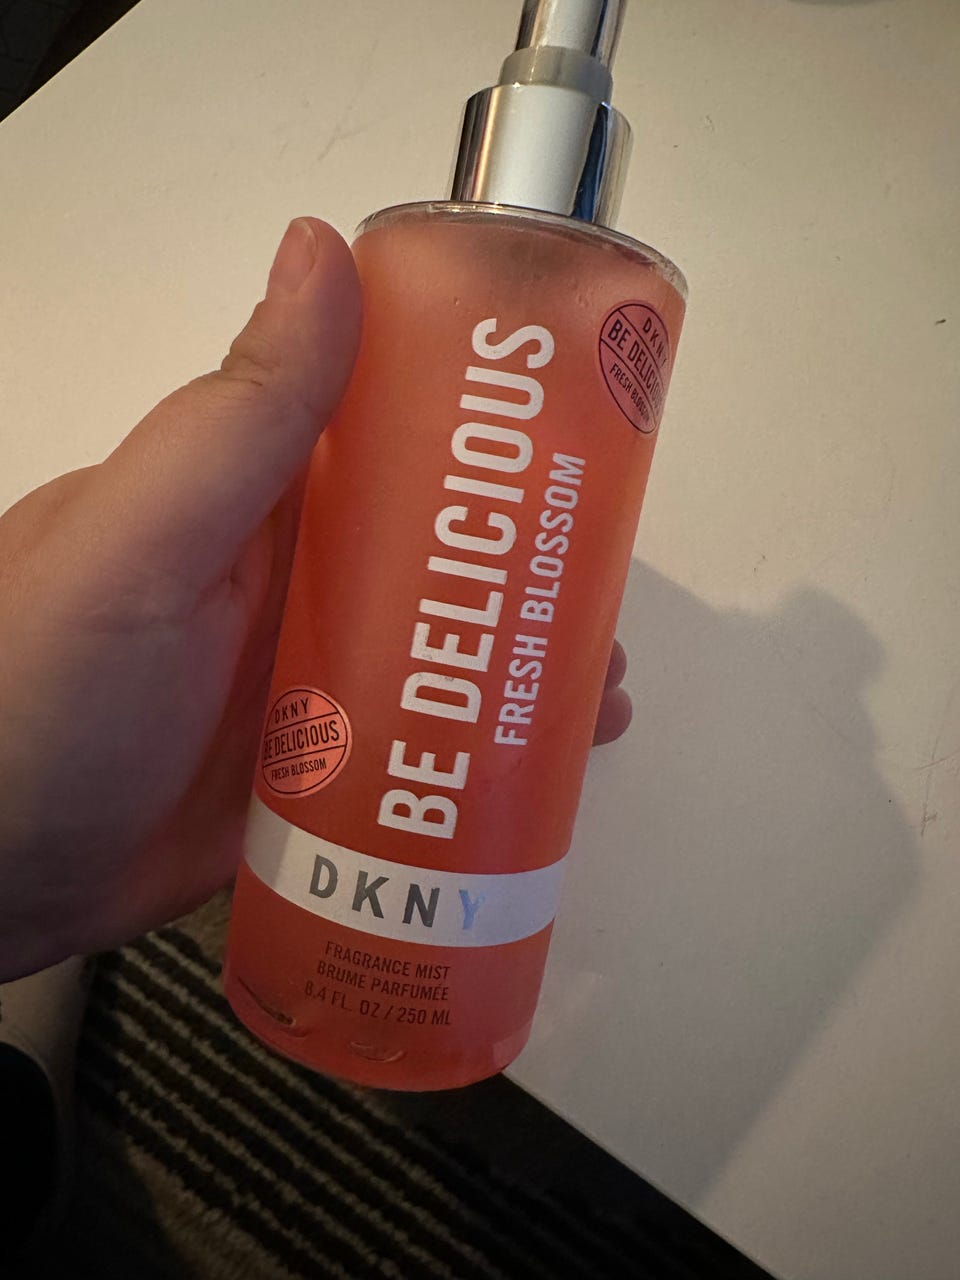 DKNY
BE DELICIOUS
FRESH BLOSSOM
BE DELICIOUS
FRESH BLOSSOM
DKNY
BE DELICIOUS
FRESH BLOSSOM
DKNY
FRAGRANCE MIST
BRUME PARFUMÉE
8.4 FL. OZ / 250 ML